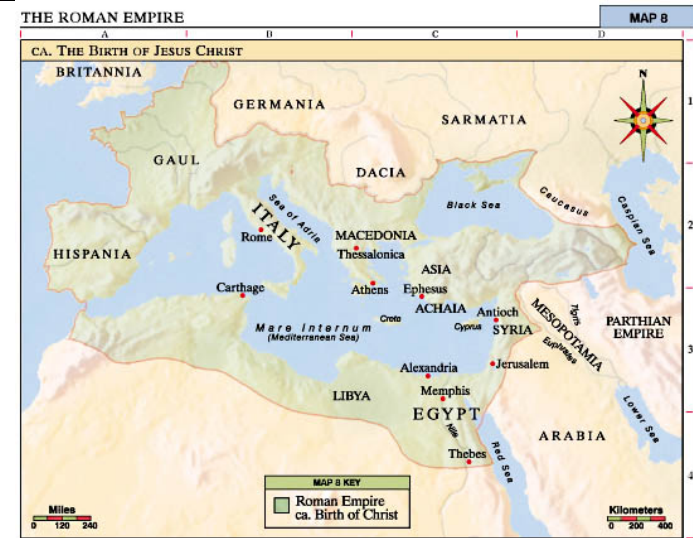 THE ROMAN EMPIRE
MAP 8
A B C D
CA. THE BIRTH OF JESUS CHRIST
BRITANNIA
N
1
GERMANIA
SARMATIA
GAUL
DACIA
Caucasus
Caspian Sea
Black Sea
Sea of Adria
ITALY
2
Rome
MACEDONIA
Thessalonica
HISPANIA
ASIA
Carthage
Athens
Ephesus
ACHAIA
Antioch
MESOPOTAMIA
Tigris
PARTHIAN
EMPIRE
Crete
Cyprus
SYRIA
Mare Internum
(Mediterranean Sea)
Euphrates
3
Alexandria
Jerusalem
LIBYA
Memphis
EGYPT
Lower Sea
Nile
ARABIA
Thebes
Red Sea
4
MAP 8 KEY
Roman Empire
ca. Birth of Christ
Miles
0 120 240
Kilometers
0 200 400